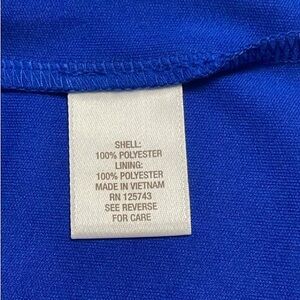 SHELL:
100% POLYESTER
LINING:
100% POLYESTER
MADE IN VIETNAM
RN 125743
SEE REVERSE
FOR CARE